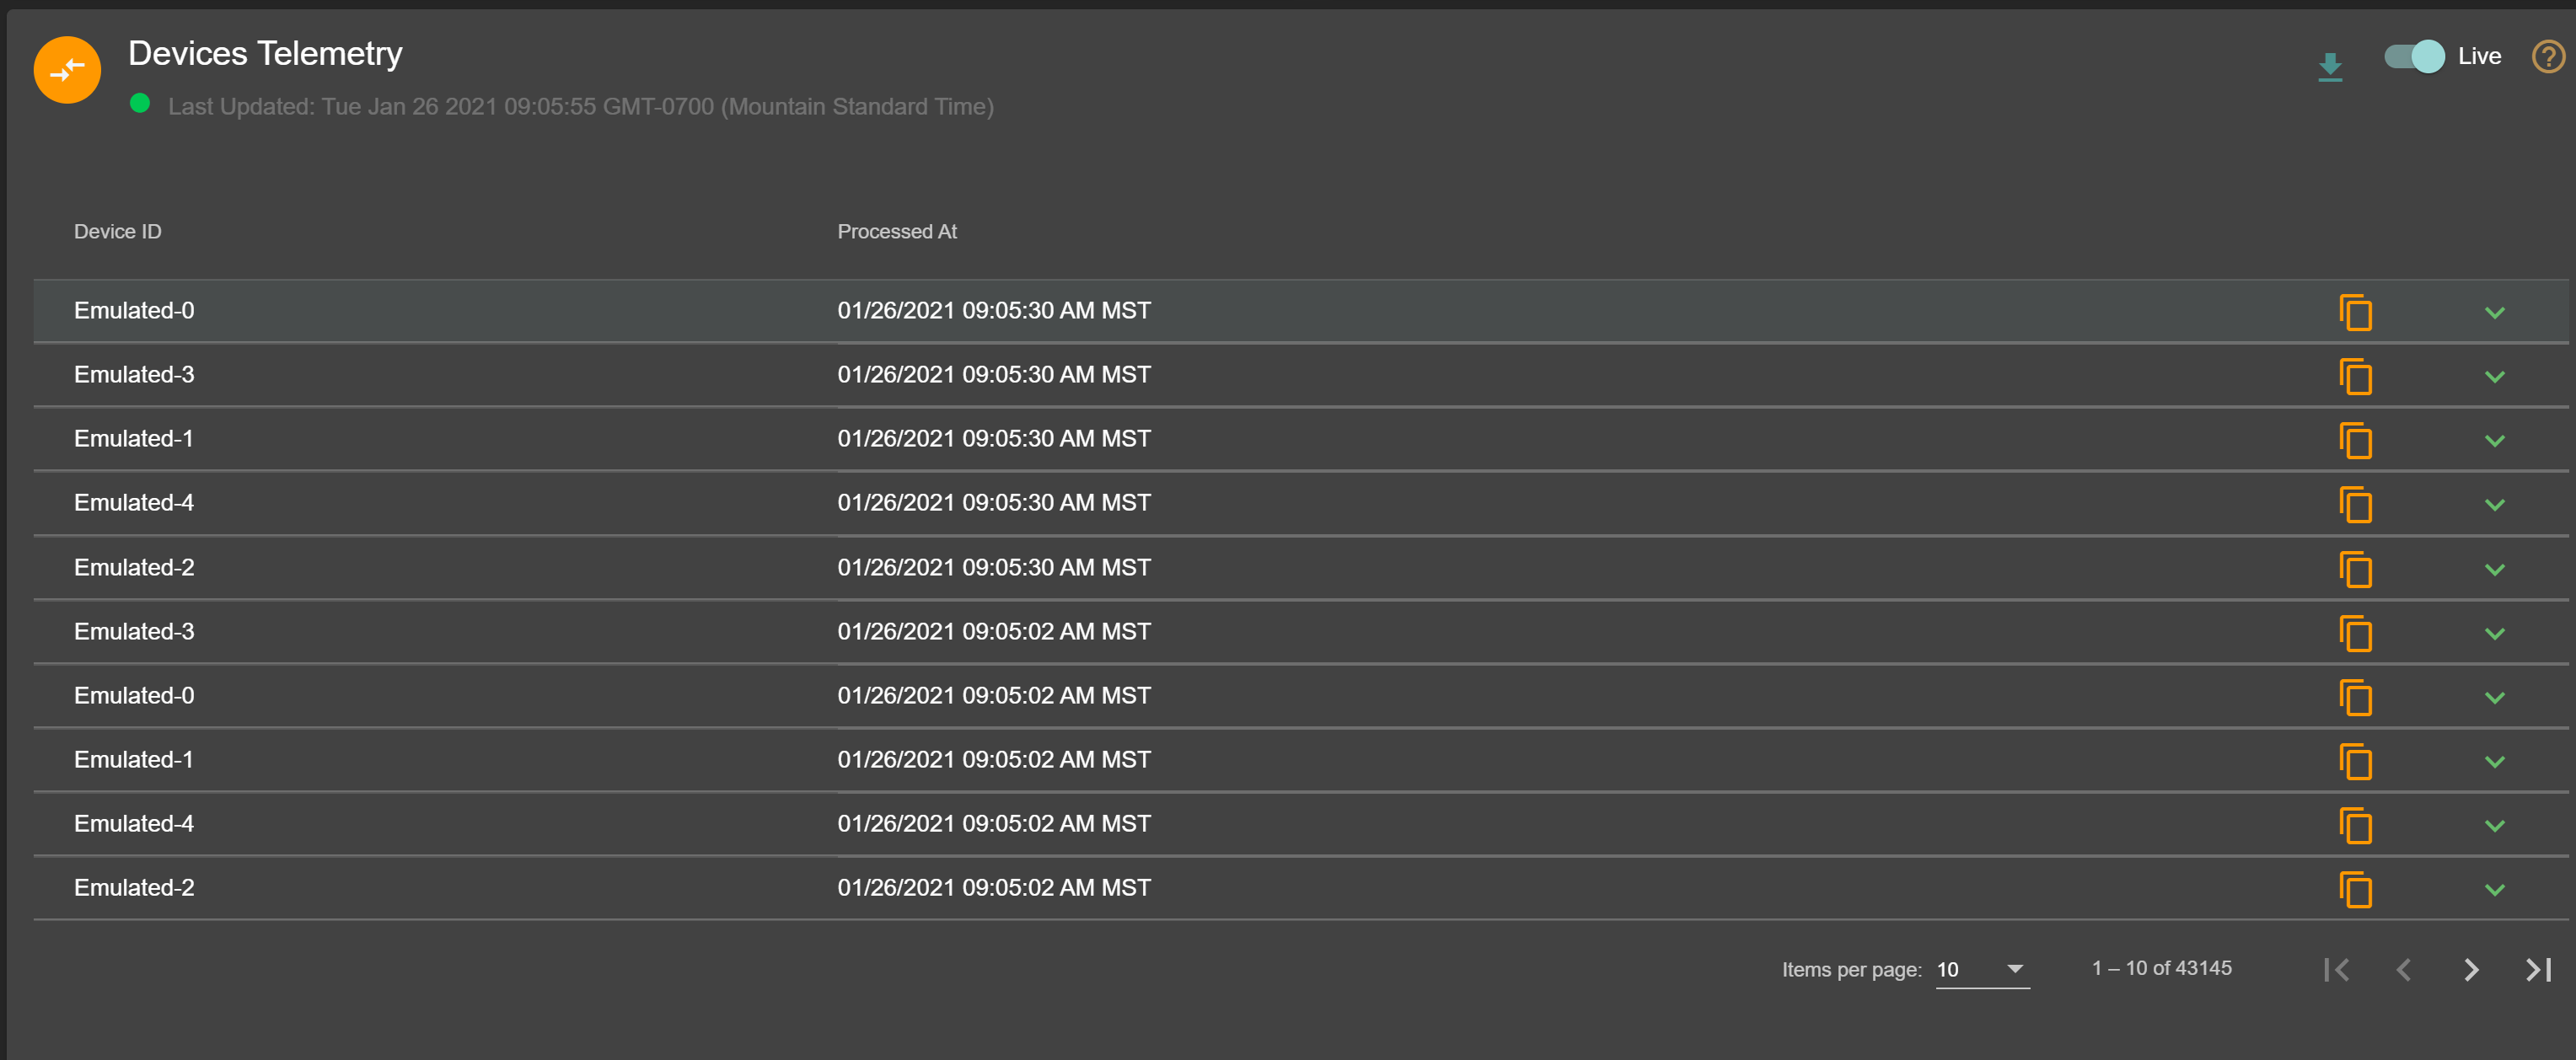 Devices Telemetry
Live
Last Updated: Tue Jan 26 2021 09:05:55 GMT-0700 (Mountain Standard Time)
Device ID Processed At
Emulated-0 01/26/2021 09:05:30 AM MST
Emulated-3 01/26/2021 09:05:30 AM MST
Emulated-1 01/26/2021 09:05:30 AM MST
Emulated-4 01/26/2021 09:05:30 AM MST
Emulated-2 01/26/2021 09:05:30 AM MST
Emulated-3 01/26/2021 09:05:02 AM MST
Emulated-0 01/26/2021 09:05:02 AM MST
Emulated-1 01/26/2021 09:05:02 AM MST
Emulated-4 01/26/2021 09:05:02 AM MST
Emulated-2 01/26/2021 09:05:02 AM MST
Items per page: 10 1 – 10 of 43145